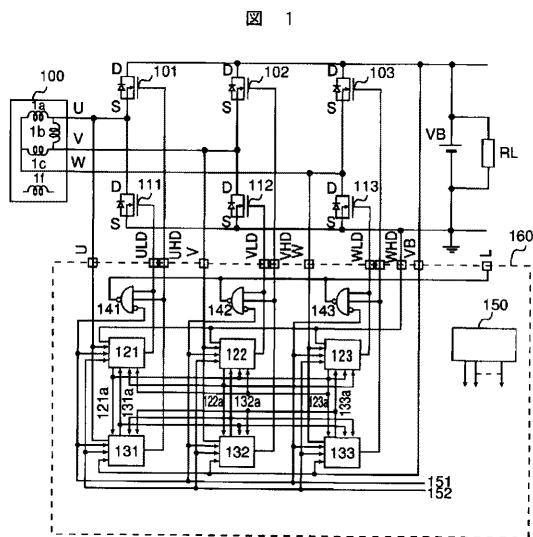 図 1
100
1a
1b
1c
1f
U
V
W
D
S
101
D
S
102
D
S
103
D
S
111
D
S
112
D
S
113
VB
RL
U
ULD
UHD
V
VLD
VHD
W
WLD
WHD
VB
L
160
141
142
143
150
121
122
123
121a
131a
122a
132a
123a
133a
131
132
133
151
152